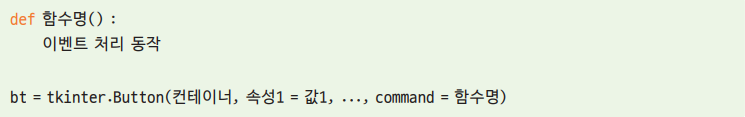 def 함수명() :
    이벤트 처리 동작
bt = tkinter.Button(컨테이너, 속성1 = 값1, ..., command = 함수명)